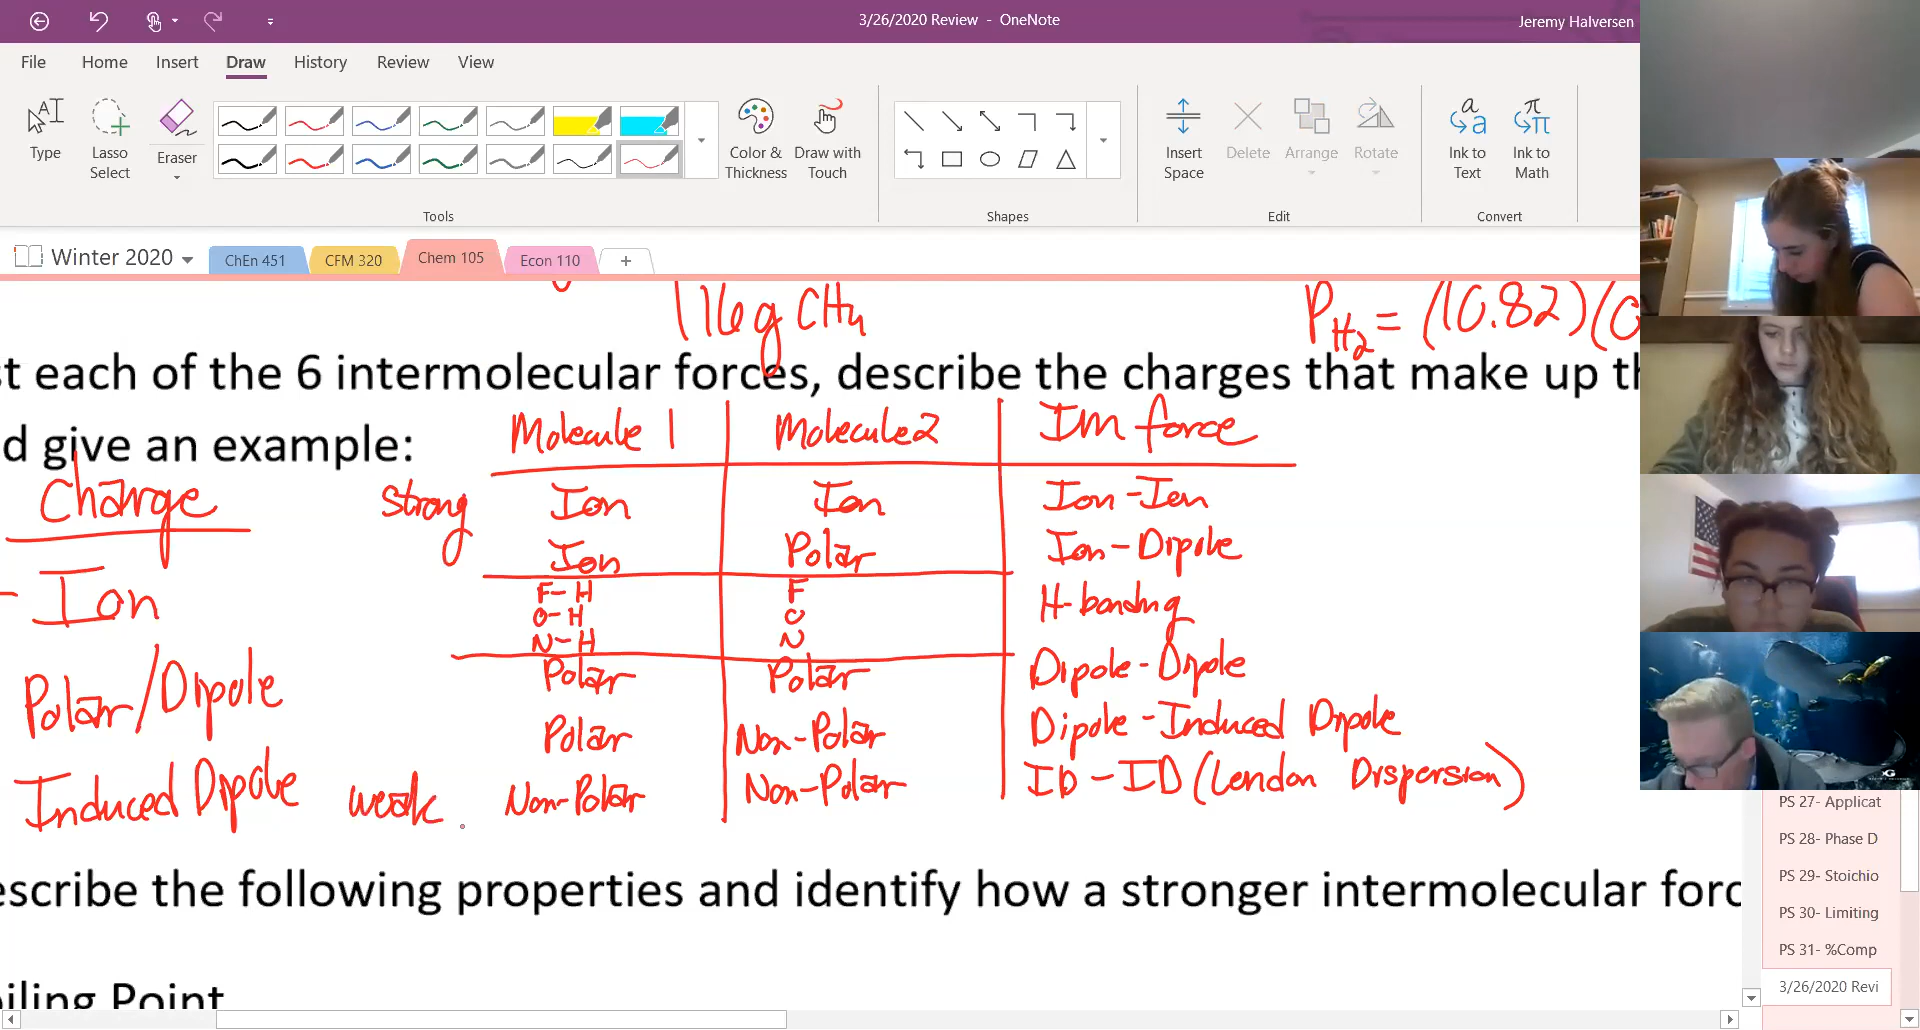 3/26/2020 Review - OneNote
Jeremy Halversen
File Home Insert Draw History Review View
Type
Lasso Select
Eraser
Color & Thickness
Draw with Touch
Insert Space
Delete
Arrange
Rotate
Ink to Text
Ink to Math
Tools
Shapes
Edit
Convert
Winter 2020
ChEn 451
CFM 320
Chem 105
Econ 110
+
116g CH4
P H2 = (10.82)(0
st each of the 6 intermolecular forces, describe the charges that make up th
d give an example:
Molecule 1 Molecule 2 IM force
Charge
strong Ion Ion Ion-Ion
Ion Polar Ion-Dipole
- Ion
F-H F H-bonding
O-H O
N-H N
Polar/Dipole
Polar Polar Dipole-Dipole
Polar Non-Polar Dipole-Induced Dipole
Induced Dipole weak Non-Polar Non-Polar ID-ID (London Dispersion)
escribe the following properties and identify how a stronger intermolecular forc
oiling Point
PS 27- Applicat
PS 28- Phase D
PS 29- Stoichio
PS 30- Limiting
PS 31- %Comp
3/26/2020 Revi